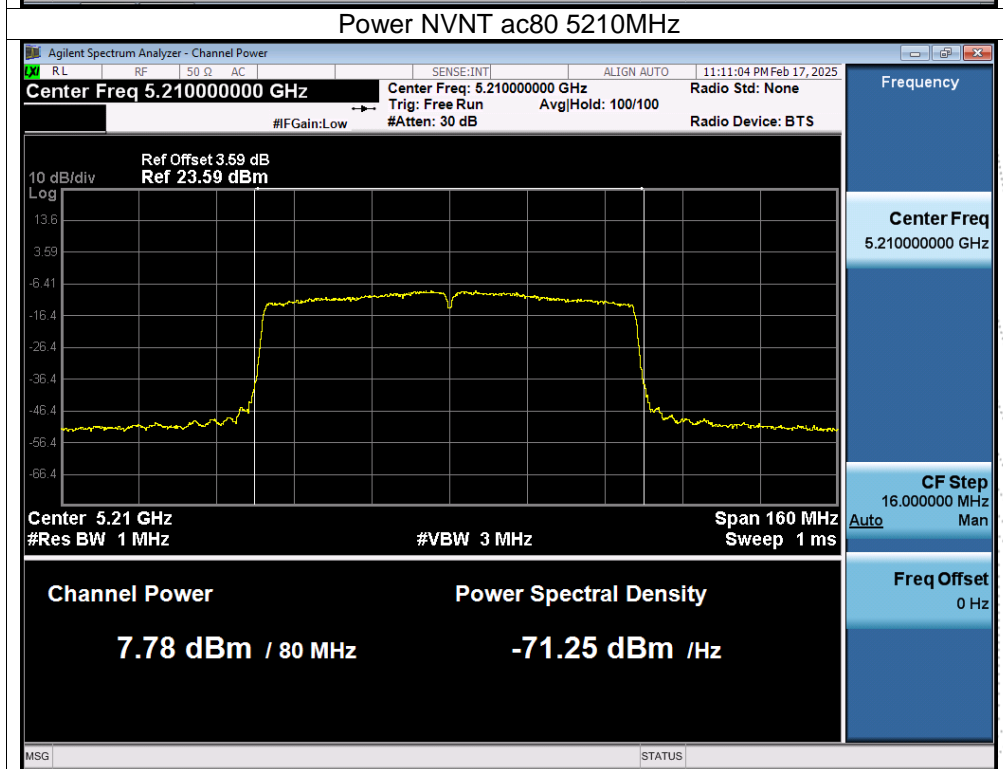 Power NVNT ac80 5210MHz
Agilent Spectrum Analyzer - Channel Power
LXI RL RF 50 Ω AC SENSE:INT ALIGN AUTO 11:11:04 PM Feb 17, 2025
Center Freq 5.210000000 GHz
#IFGain:Low
Center Freq: 5.210000000 GHz
Trig: Free Run Avg|Hold: 100/100
#Atten: 30 dB
Radio Std: None
Radio Device: BTS
Ref Offset 3.59 dB
10 dB/div Ref 23.59 dBm
Log
13.6
3.59
-6.41
-16.4
-26.4
-36.4
-46.4
-56.4
-66.4
Center 5.21 GHz Span 160 MHz
#Res BW 1 MHz #VBW 3 MHz Sweep 1 ms
Channel Power Power Spectral Density
7.78 dBm / 80 MHz -71.25 dBm /Hz
Frequency
Center Freq
5.210000000 GHz
CF Step
16.000000 MHz
Auto Man
Freq Offset
0 Hz
MSG STATUS